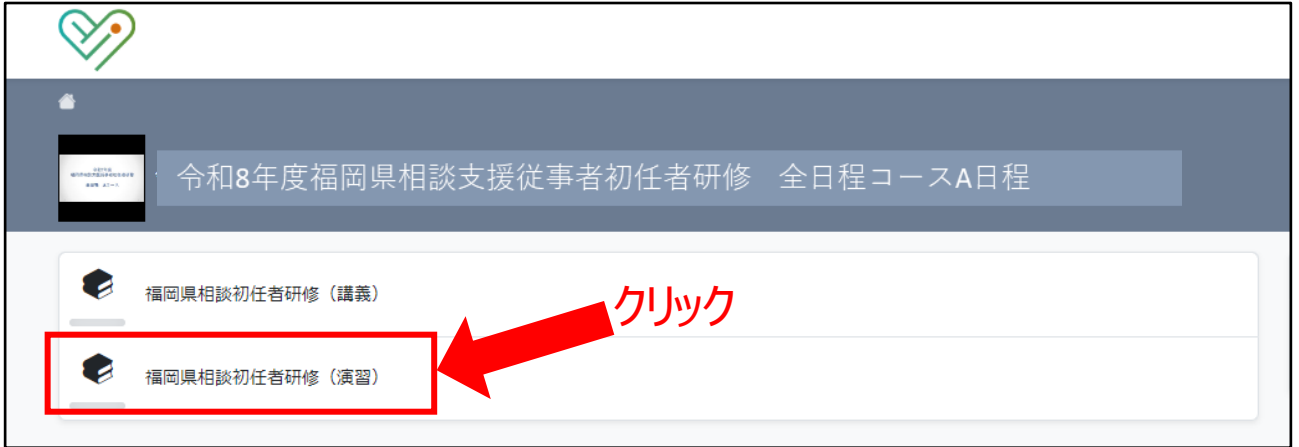 令和8年度福岡県相談支援従事者初任者研修　全日程コースA日程
福岡県相談初任者研修（講義）
クリック
福岡県相談初任者研修（演習）